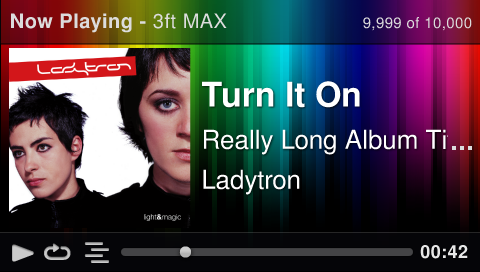 Now Playing - 3ft MAX
9,999 of 10,000
Ladytron
light&magic
Turn It On
Really Long Album Ti...
Ladytron
00:42